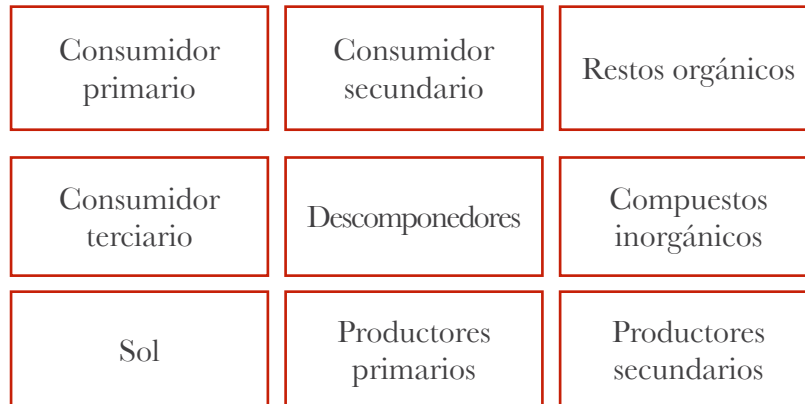 Consumidor
primario
Consumidor
secundario
Restos orgánicos
Consumidor
terciario
Descomponedores
Compuestos
inorgánicos
Sol
Productores
primarios
Productores
secundarios